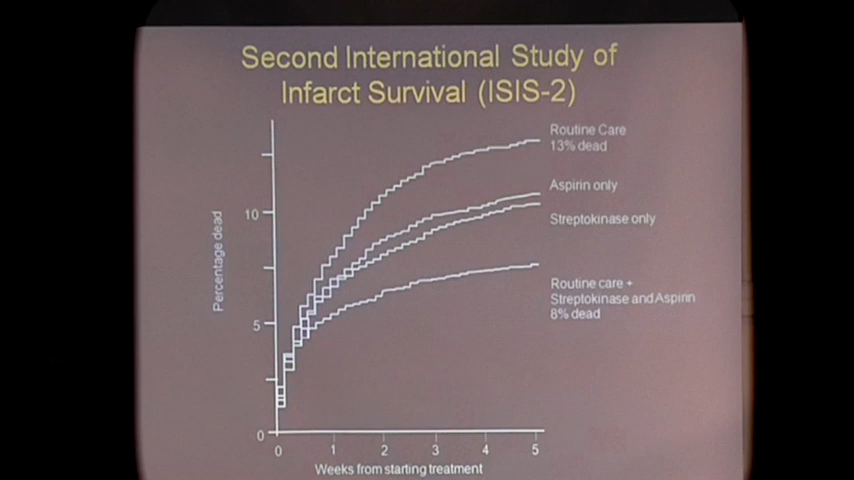 Second International Study of
Infarct Survival (ISIS-2)
Routine Care
13% dead
Aspirin only
Streptokinase only
Routine care +
Streptokinase and Aspirin
8% dead
Percentage dead
10
5
0
0 1 2 3 4 5
Weeks from starting treatment